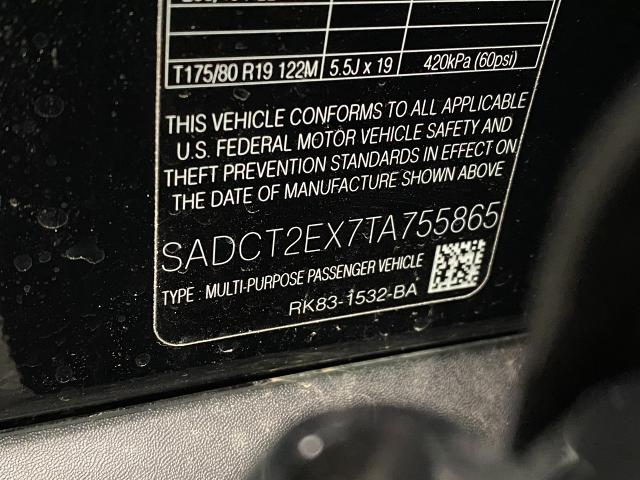 T175/80 R19 122M 5.5J x 19 420kPa (60psi)
THIS VEHICLE CONFORMS TO ALL APPLICABLE
U.S. FEDERAL MOTOR VEHICLE SAFETY AND
THEFT PREVENTION STANDARDS IN EFFECT ON
THE DATE OF MANUFACTURE SHOWN ABOVE
SADCT2EX7TA755865
TYPE : MULTI-PURPOSE PASSENGER VEHICLE
RK83-1532-BA